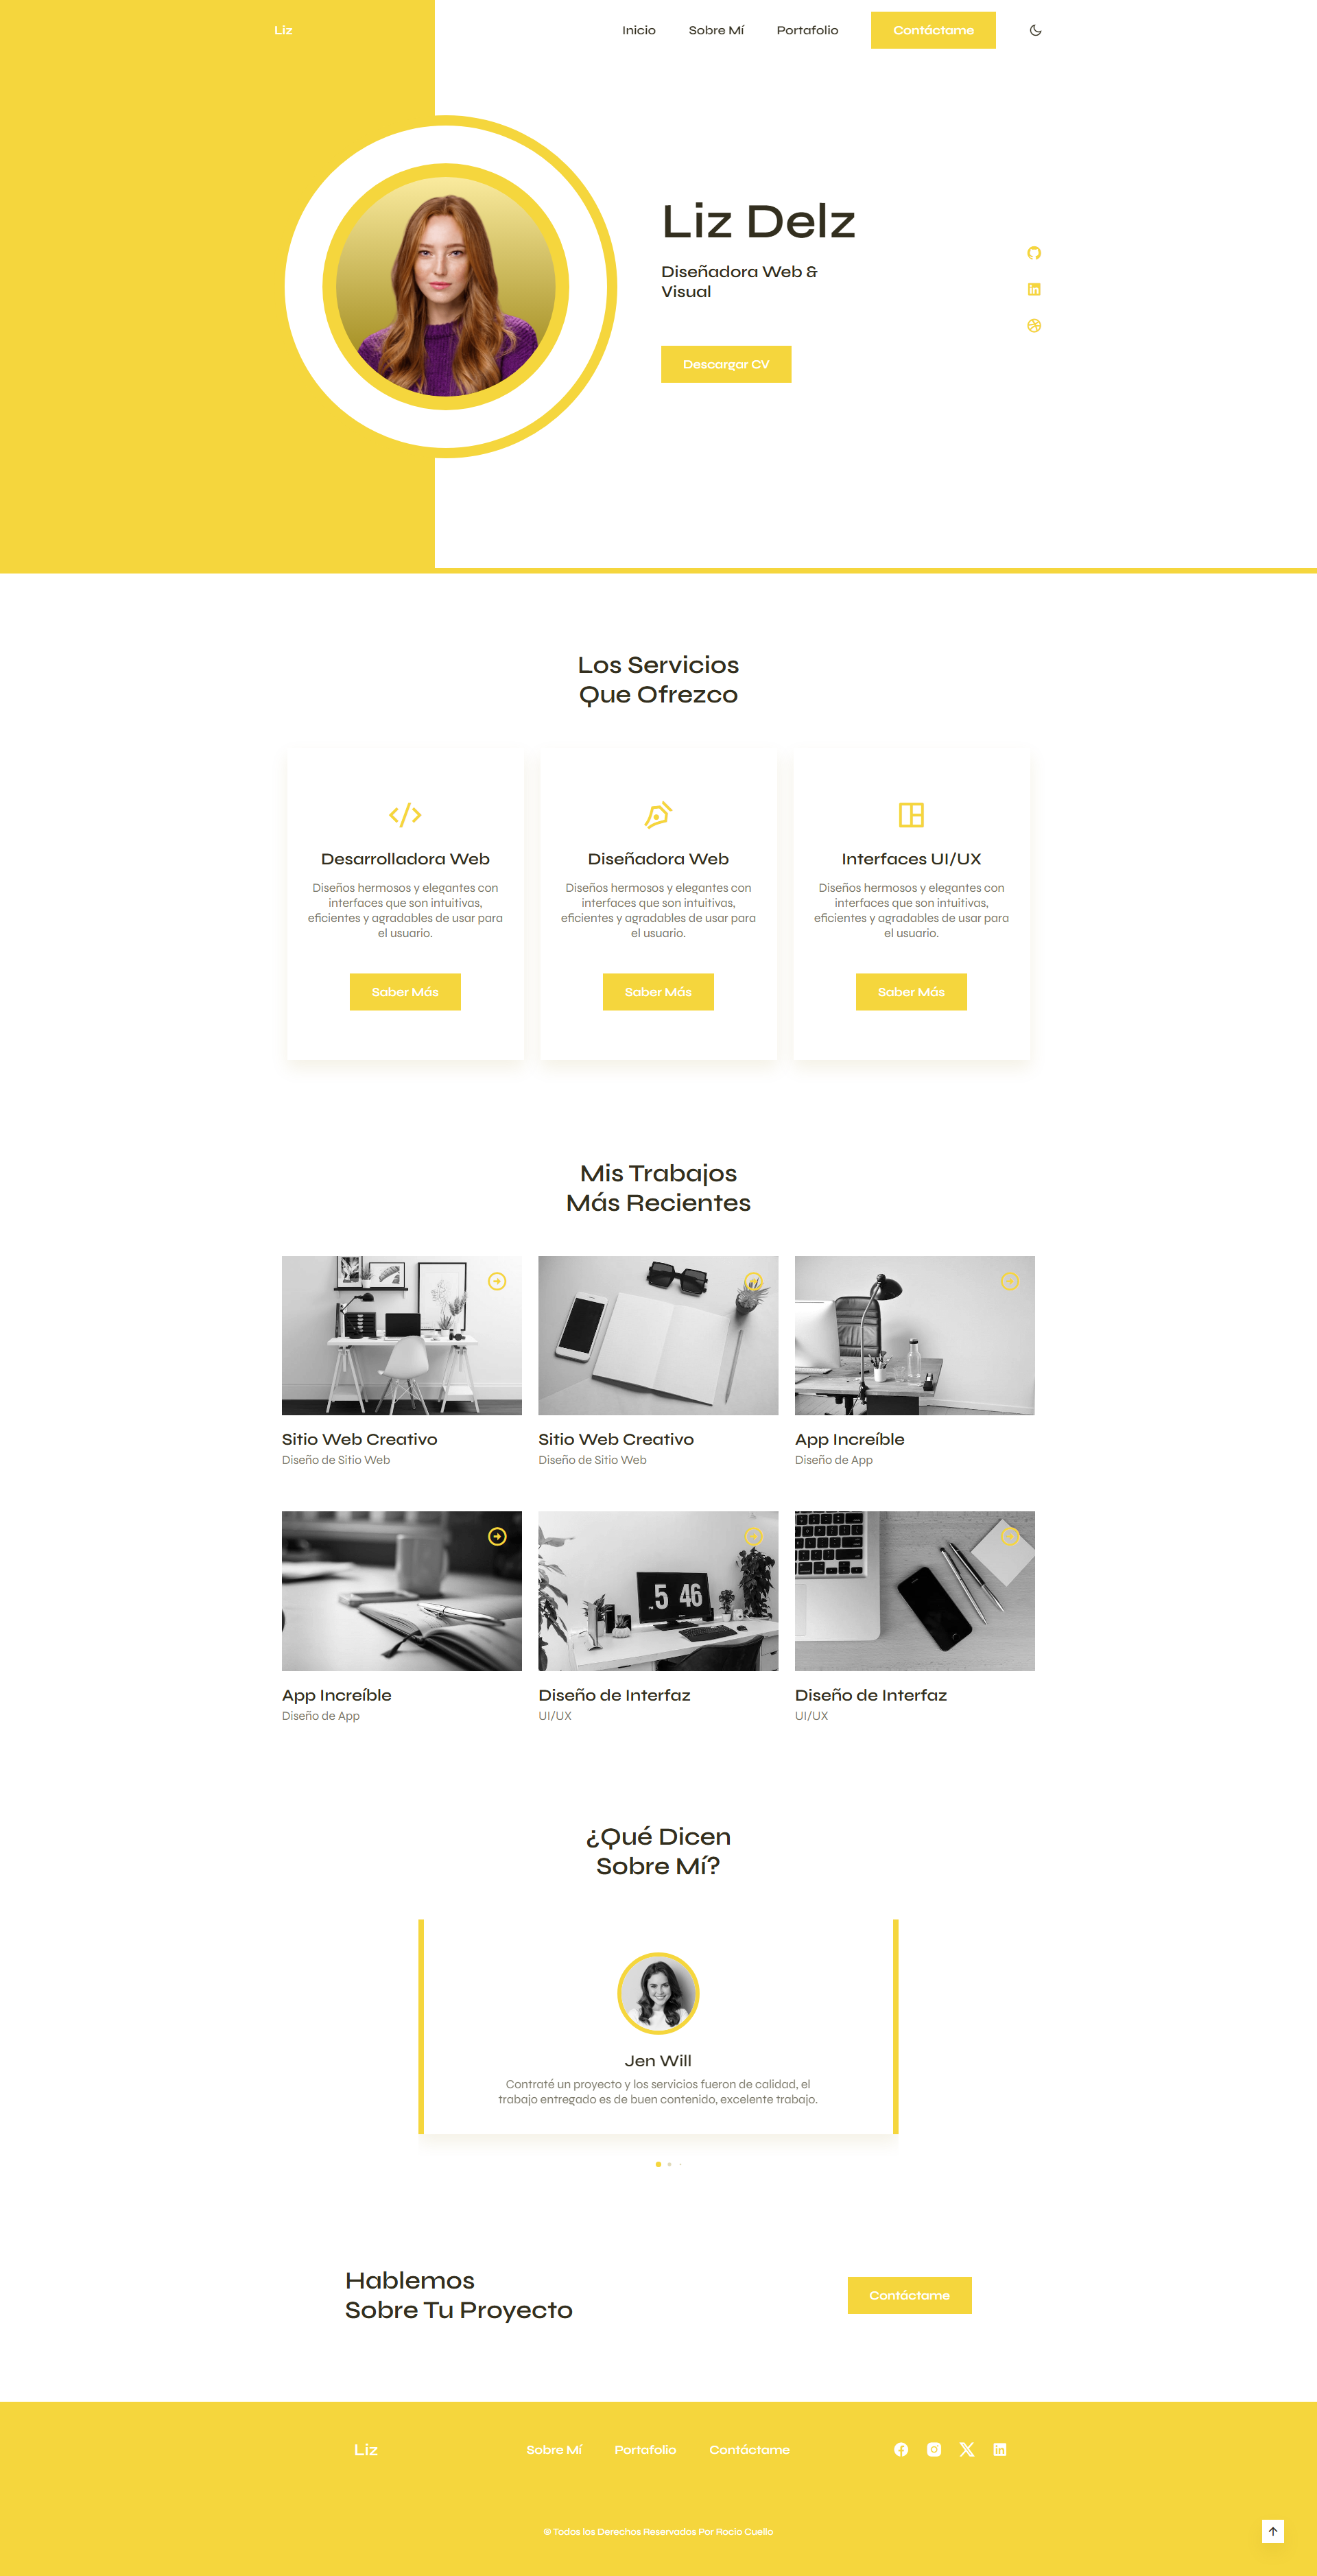 Liz
Inicio
Sobre Mí
Portafolio
Contáctame
Liz Delz
Diseñadora Web &
Visual
Descargar CV
Los Servicios
Que Ofrezco
Desarrolladora Web
Diseños hermosos y elegantes con
interfaces que son intuitivas,
eficientes y agradables de usar para
el usuario.
Saber Más
Diseñadora Web
Diseños hermosos y elegantes con
interfaces que son intuitivas,
eficientes y agradables de usar para
el usuario.
Saber Más
Interfaces UI/UX
Diseños hermosos y elegantes con
interfaces que son intuitivas,
eficientes y agradables de usar para
el usuario.
Saber Más
Mis Trabajos
Más Recientes
Sitio Web Creativo
Diseño de Sitio Web
Sitio Web Creativo
Diseño de Sitio Web
App Increíble
Diseño de App
5 46
App Increíble
Diseño de App
Diseño de Interfaz
UI/UX
Diseño de Interfaz
UI/UX
¿Qué Dicen
Sobre Mí?
Jen Will
Contraté un proyecto y los servicios fueron de calidad, el
trabajo entregado es de buen contenido, excelente trabajo.
Hablemos
Sobre Tu Proyecto
Contáctame
Liz
Sobre Mí
Portafolio
Contáctame
© Todos los Derechos Reservados Por Rocío Cuello